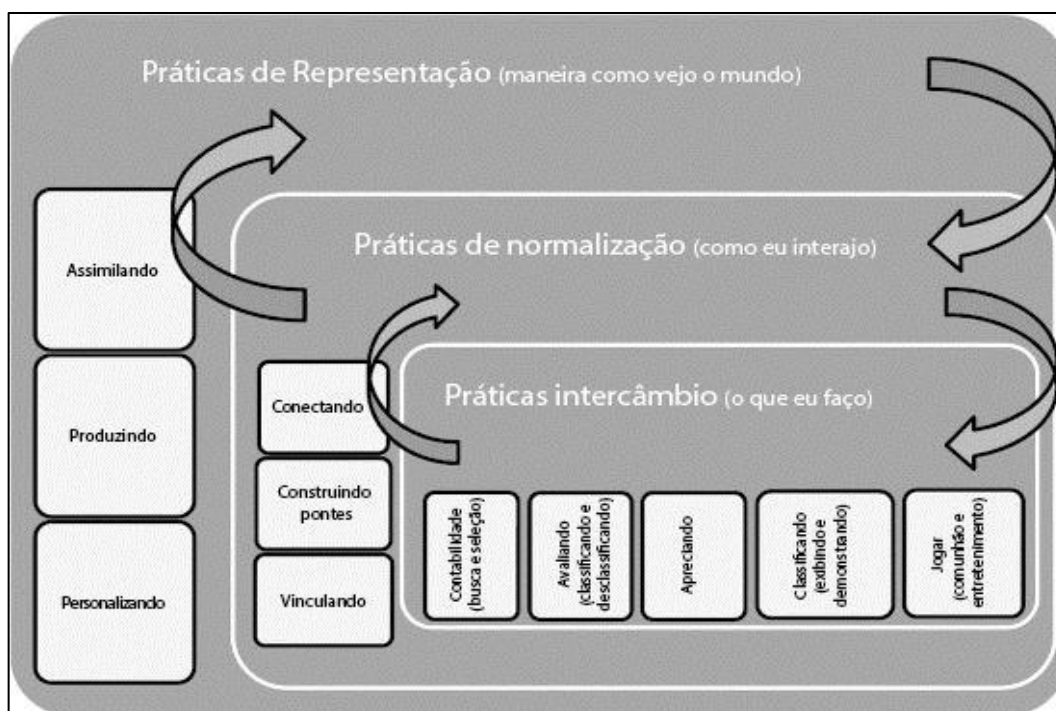 Práticas de Representação (maneira como vejo o mundo)
Assimilando
Produzindo
Personalizando
Práticas de normalização (como eu interajo)
Conectando
Construindo
pontes
Vinculando
Práticas intercâmbio (o que eu faço)
Contabilidade
(busca e seleção)
Avaliando
(classificando e
desclassificando)
Apreciando
Classificando
(exibindo e
demonstrando)
Jogar
(comunhão e
entretenimento)